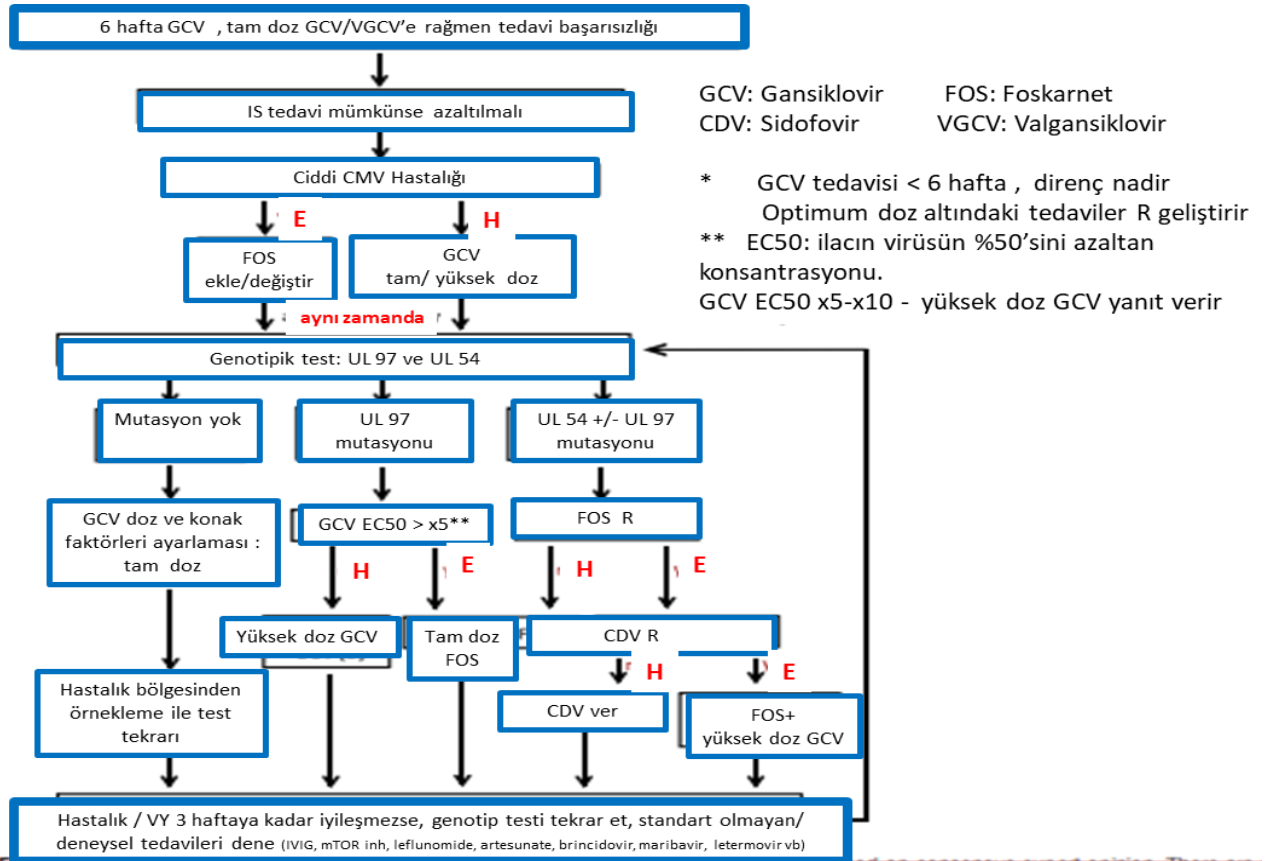 6 hafta GCV , tam doz GCV/VGCV'e rağmen tedavi başarısızlığı
IS tedavi mümkünse azaltılmalı
Ciddi CMV Hastalığı
E
H
FOS
ekle/değiştir
GCV
tam/ yüksek doz
aynı zamanda
Genotipik test: UL 97 ve UL 54
Mutasyon yok
UL 97
mutasyonu
UL 54 +/- UL 97
mutasyonu
GCV doz ve konak
faktörleri ayarlaması :
tam doz
GCV EC50 > x5**
FOS R
H
E
H
E
Yüksek doz GCV
Tam doz
FOS
CDV R
H
E
Hastalık bölgesinden
örnekleme ile test
tekrarı
CDV ver
FOS+
yüksek doz GCV
Hastalık / VY 3 haftaya kadar iyileşmezse, genotip testi tekrar et, standart olmayan/
deneysel tedavileri dene (IVIG, mTOR inh, leflunomide, artesunate, brincidovir, maribavir, letermovir vb)
GCV: Gansiklovir FOS: Foskarnet
CDV: Sidofovir VGCV: Valgansiklovir
* GCV tedavisi < 6 hafta , direnç nadir
Optimum doz altındaki tedaviler R geliştirir
** EC50: ilacın virüsün %50'sini azaltan
konsantrasyonu.
GCV EC50 x5-x10 - yüksek doz GCV yanıt verir